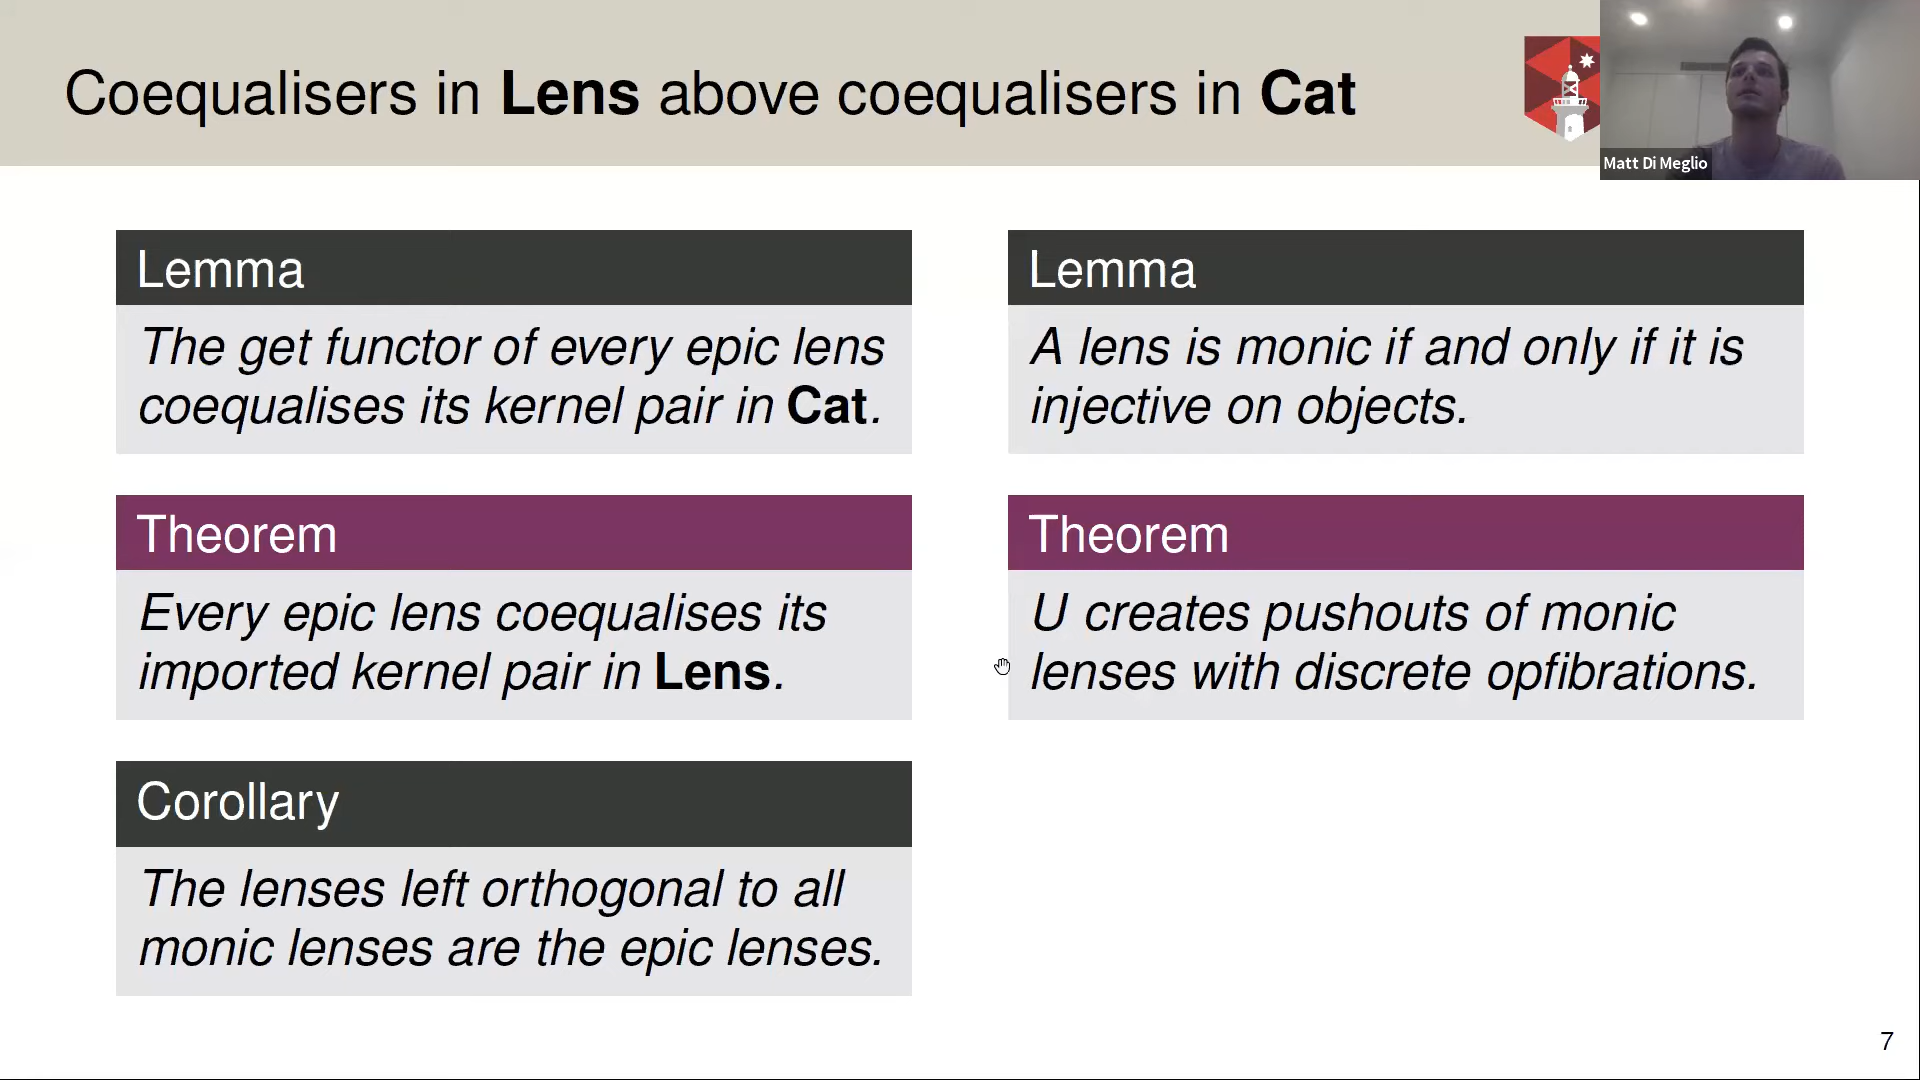 Coequalisers in Lens above coequalisers in Cat
Matt Di Meglio
Lemma
The get functor of every epic lens
coequalises its kernel pair in Cat.
Theorem
Every epic lens coequalises its
imported kernel pair in Lens.
Corollary
The lenses left orthogonal to all
monic lenses are the epic lenses.
Lemma
A lens is monic if and only if it is
injective on objects.
Theorem
U creates pushouts of monic
lenses with discrete opfibrations.
7